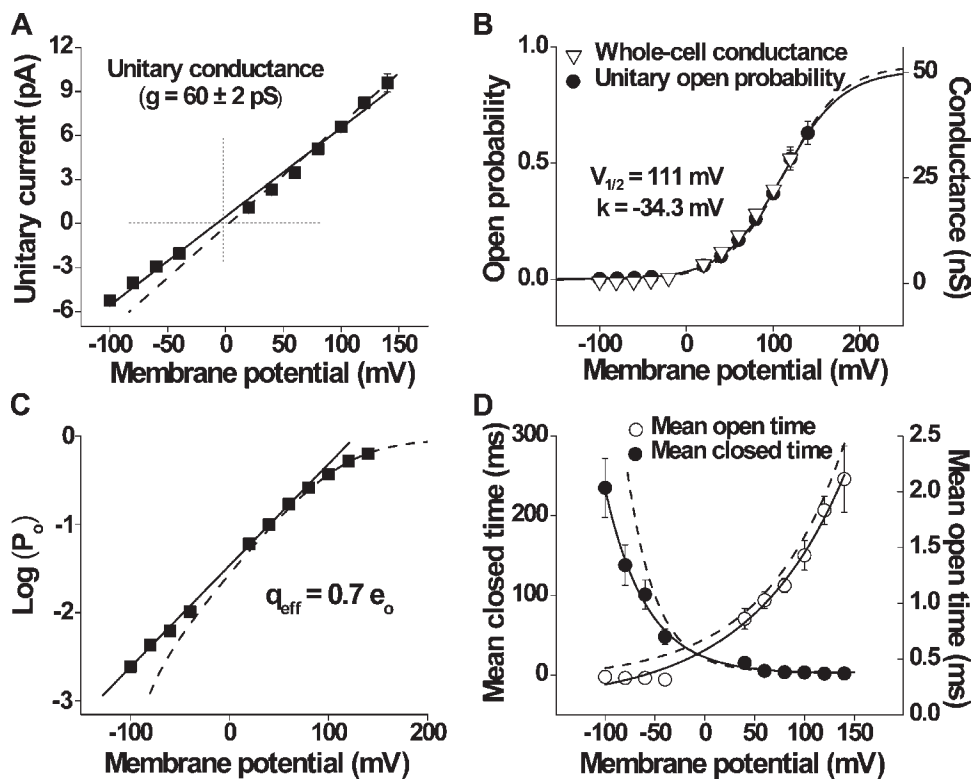 A
Unitary current (pA)
12
9
6
3
0
-3
-6
Unitary conductance
(g = 60 ± 2 pS)
-100 -50 0 50 100 150
Membrane potential (mV)
B
Open probability
1.0
0.5
0.0
Whole-cell conductance
Unitary open probability
V1/2 = 111 mV
k = -34.3 mV
50
25
0
Conductance (nS)
0 100 200
-100
Membrane potential (mV)
C
Log (Po)
0
-1
-2
-3
qeff = 0.7 eo
-100 0 100 200
Membrane potential (mV)
D
Mean closed time (ms)
300
200
100
0
Mean open time
Mean closed time
2.5
2.0
1.5
1.0
0.5
0.0
Mean open time (ms)
-100 -50 0 50 100 150
Membrane potential (mV)